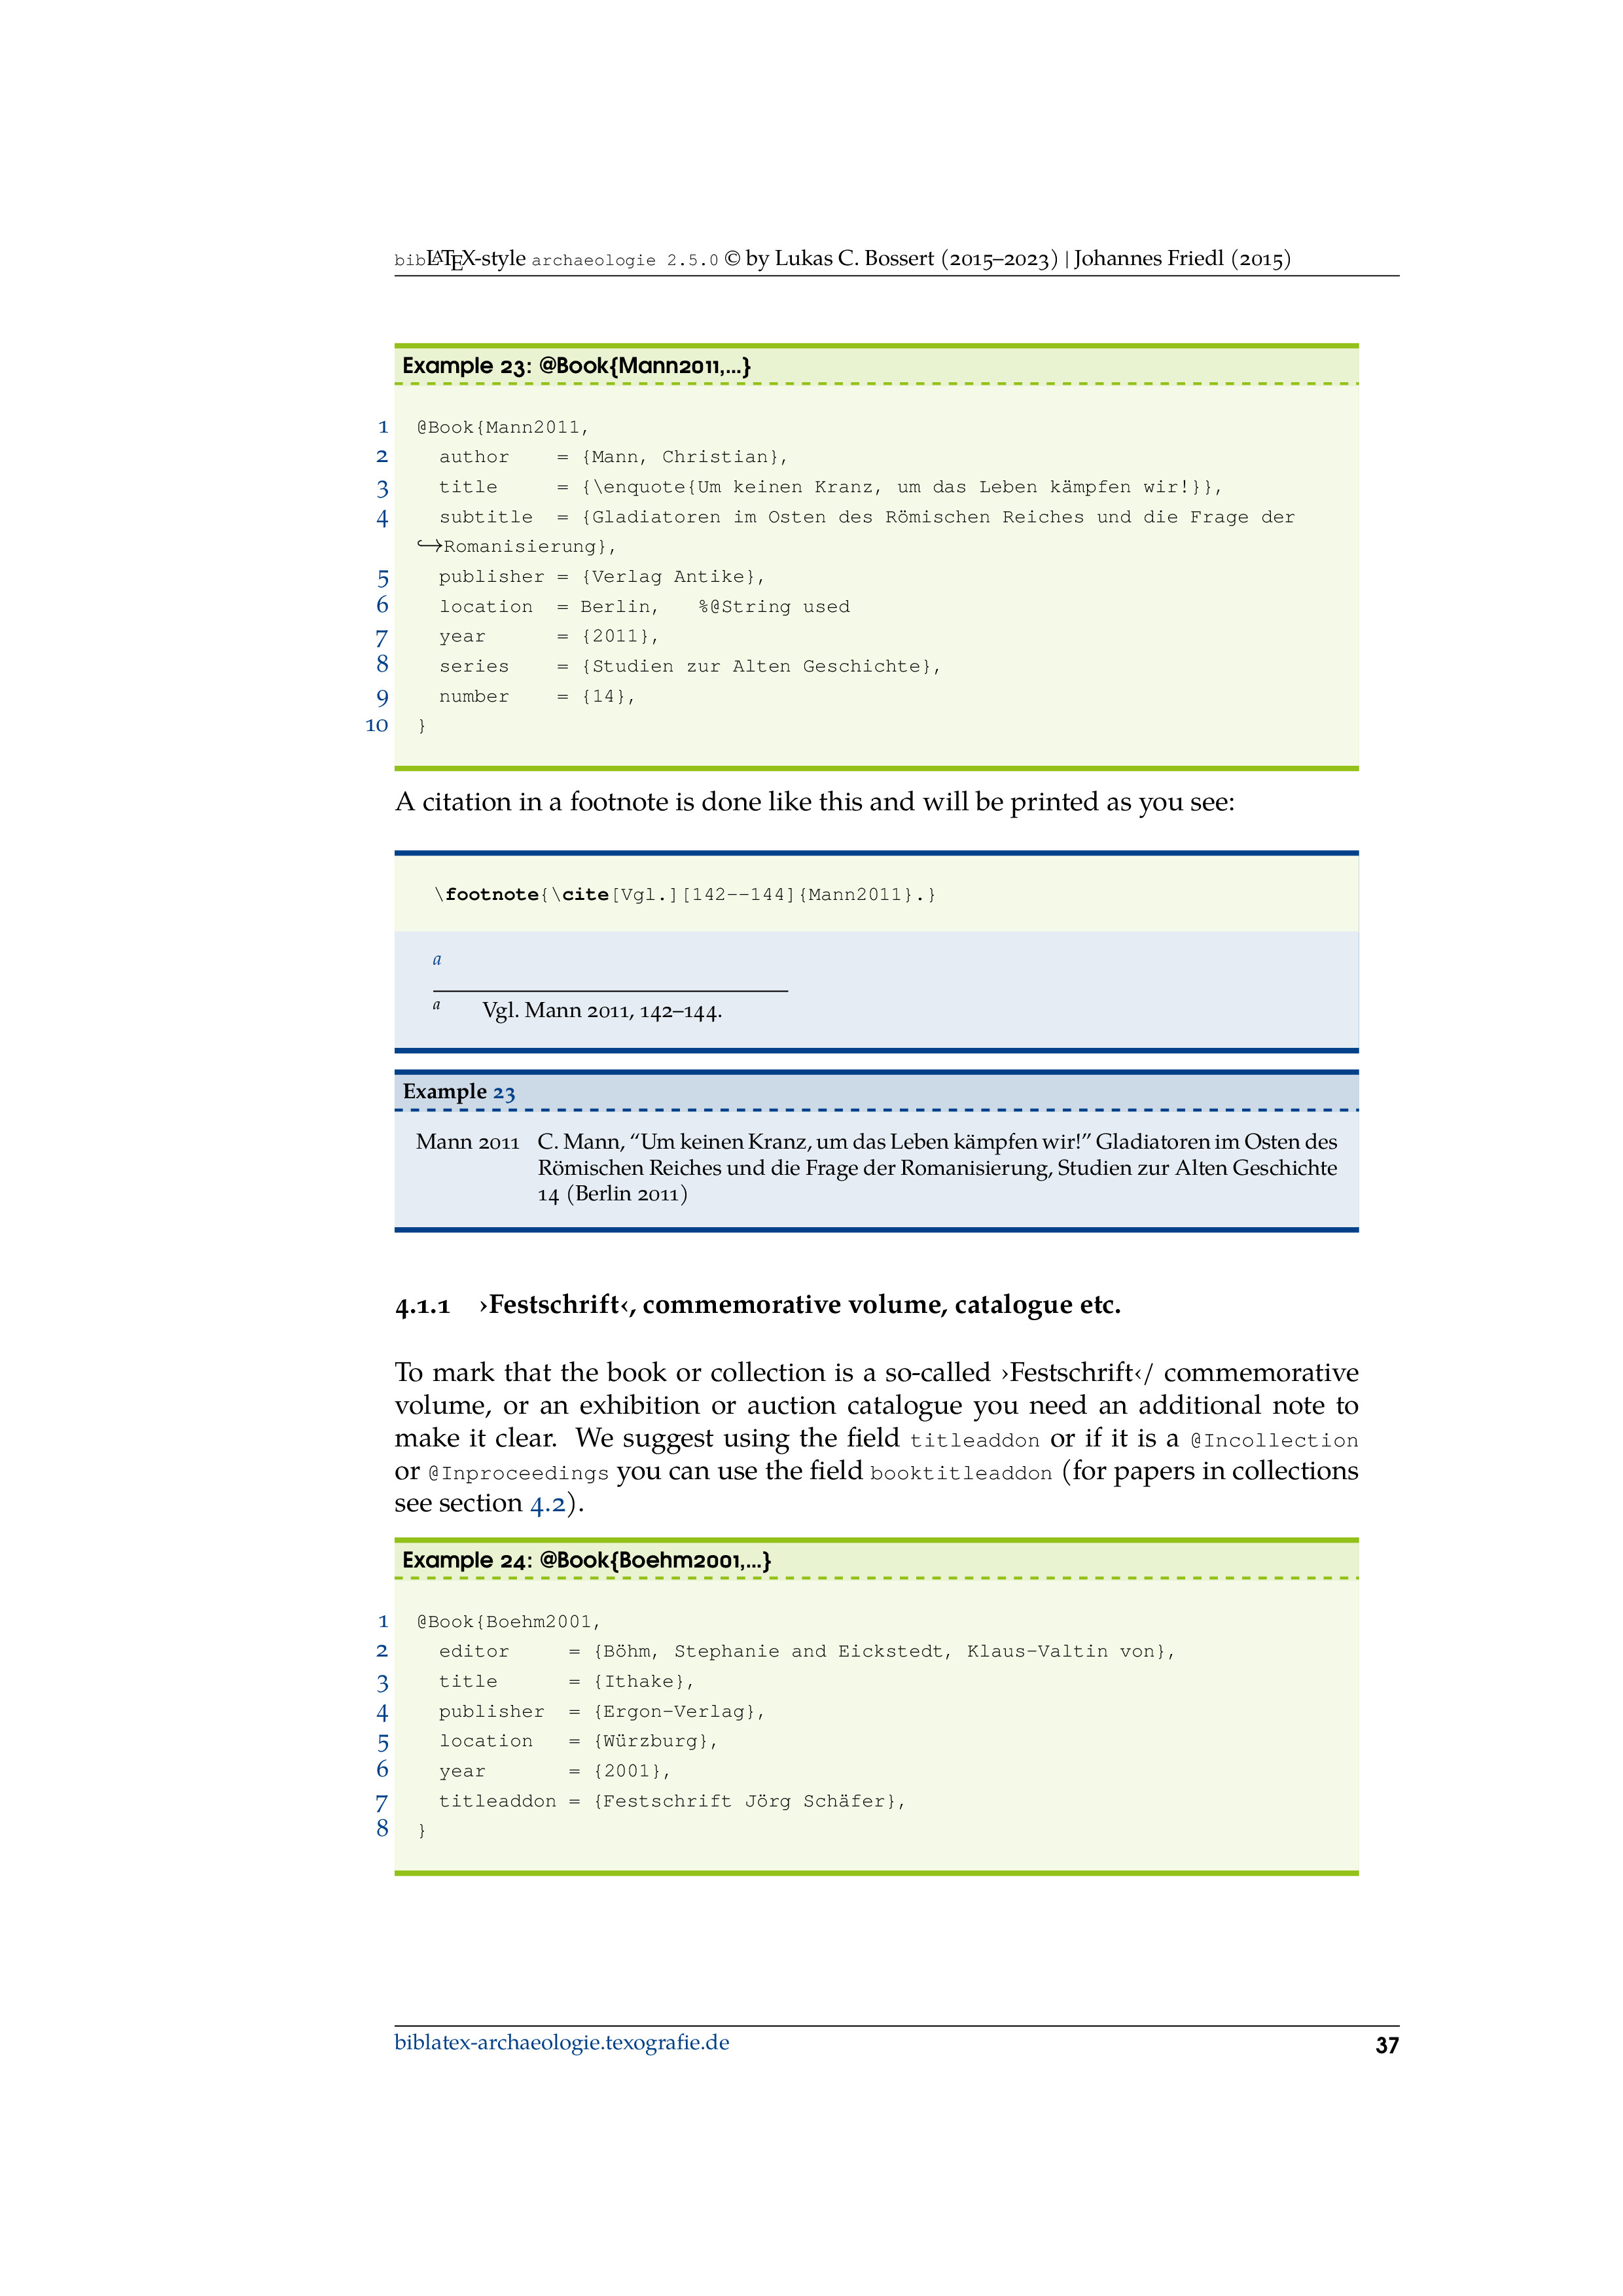 bibLATEX-style archaeologie 2.5.0 © by Lukas C. Bossert (2015–2023) | Johannes Friedl (2015)
Example 23: @Book{Mann2011,...}
1 @Book{Mann2011,
2 author = {Mann, Christian},
3 title = {\enquote{Um keinen Kranz, um das Leben kämpfen wir!}},
4 subtitle = {Gladiatoren im Osten des Römischen Reiches und die Frage der
↪Romanisierung},
5 publisher = {Verlag Antike},
6 location = Berlin, %@String used
7 year = {2011},
8 series = {Studien zur Alten Geschichte},
9 number = {14},
10 }
A citation in a footnote is done like this and will be printed as you see:
\footnote{\cite[Vgl.][142--144]{Mann2011}.}
a
a Vgl. Mann 2011, 142–144.
Example 23
Mann 2011 C. Mann, “Um keinen Kranz, um das Leben kämpfen wir!” Gladiatoren im Osten des
Römischen Reiches und die Frage der Romanisierung, Studien zur Alten Geschichte
14 (Berlin 2011)
4.1.1 ›Festschrift‹, commemorative volume, catalogue etc.
To mark that the book or collection is a so-called ›Festschrift‹/ commemorative
volume, or an exhibition or auction catalogue you need an additional note to
make it clear. We suggest using the field titleaddon or if it is a @Incollection
or @Inproceedings you can use the field booktitleaddon (for papers in collections
see section 4.2).
Example 24: @Book{Boehm2001,...}
1 @Book{Boehm2001,
2 editor = {Böhm, Stephanie and Eickstedt, Klaus-Valtin von},
3 title = {Ithake},
4 publisher = {Ergon-Verlag},
5 location = {Würzburg},
6 year = {2001},
7 titleaddon = {Festschrift Jörg Schäfer},
8 }
biblatex-archaeologie.texografie.de 37